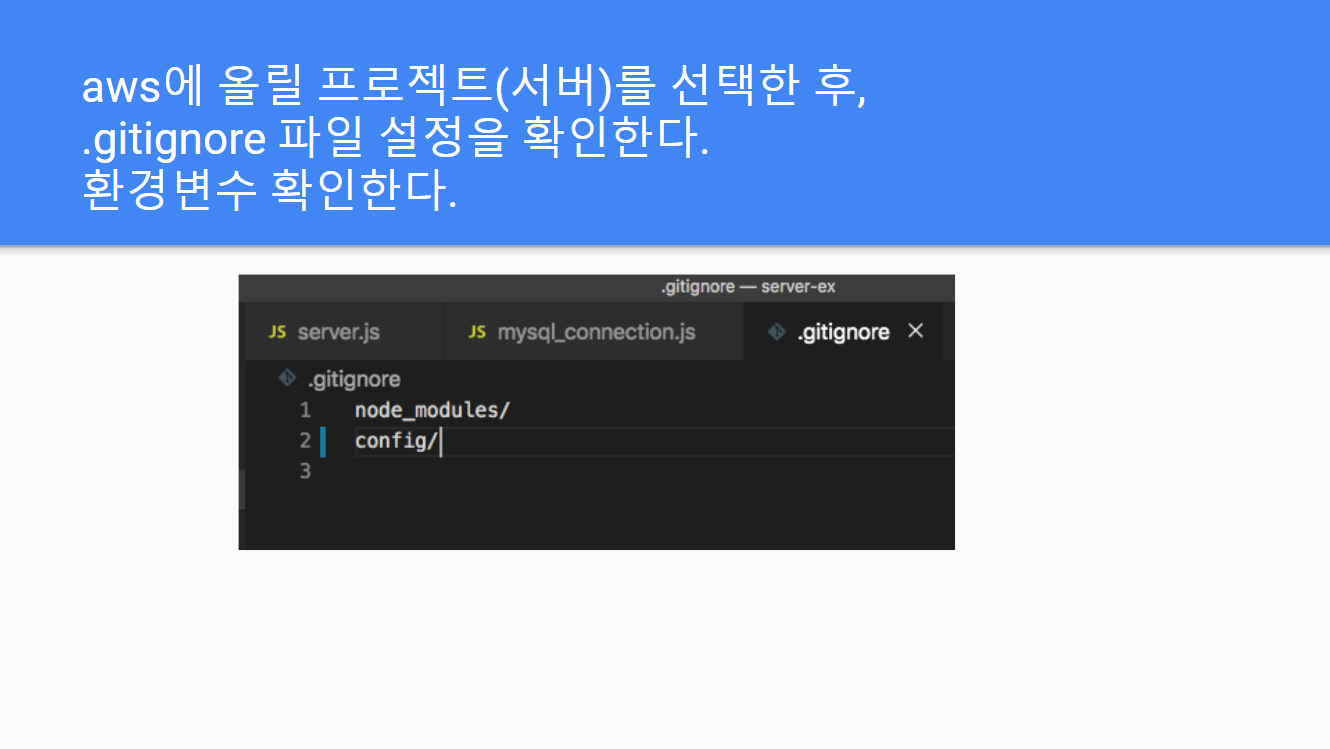 aws에 올릴 프로젝트(서버)를 선택한 후,
.gitignore 파일 설정을 확인한다.
환경변수 확인한다.
.gitignore — server-ex
JS server.js JS mysql_connection.js .gitignore ×
.gitignore
1 node_modules/
2 config/
3